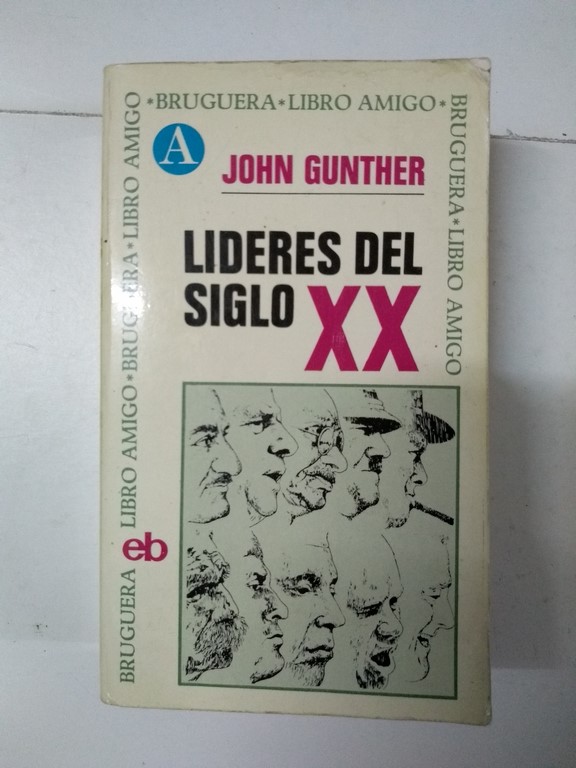 *BRUGUERA*LIBRO AMIGO*
BRUGUERA*LIBRO AMIGO
BRUGUERA LIBRO AMIGO*BRUGUERA*LIBRO AMIGO
A
JOHN GUNTHER
LIDERES DEL
SIGLO XX
eb